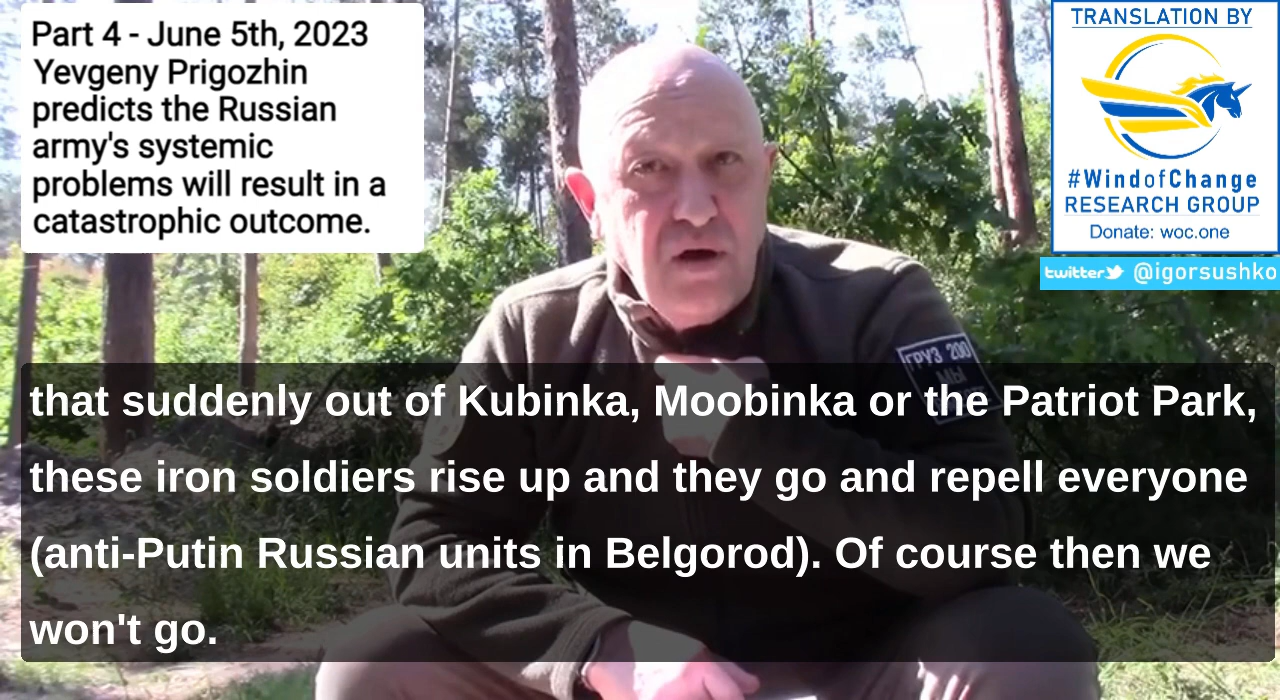 Part 4 - June 5th, 2023
Yevgeny Prigozhin
predicts the Russian
army's systemic
problems will result in a
catastrophic outcome.
TRANSLATION BY
#WindofChange
RESEARCH GROUP
Donate: woc.one
twitter @igorsushko
ГРУЗ 200
МЫ
that suddenly out of Kubinka, Moobinka or the Patriot Park,
these iron soldiers rise up and they go and repell everyone
(anti-Putin Russian units in Belgorod). Of course then we
won't go.